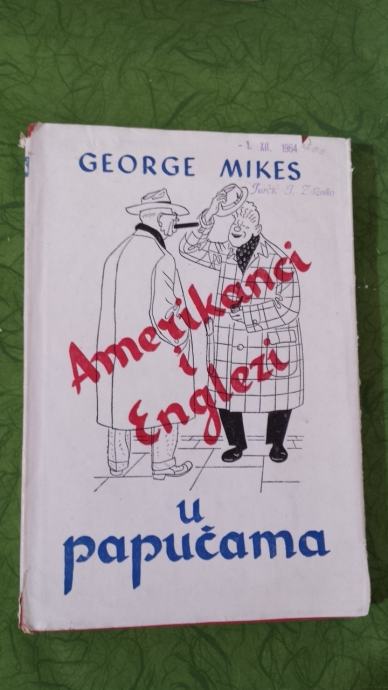 - 1. XII. 1964
GEORGE MIKES
Amerikanci
i
Englezi
u
papučama